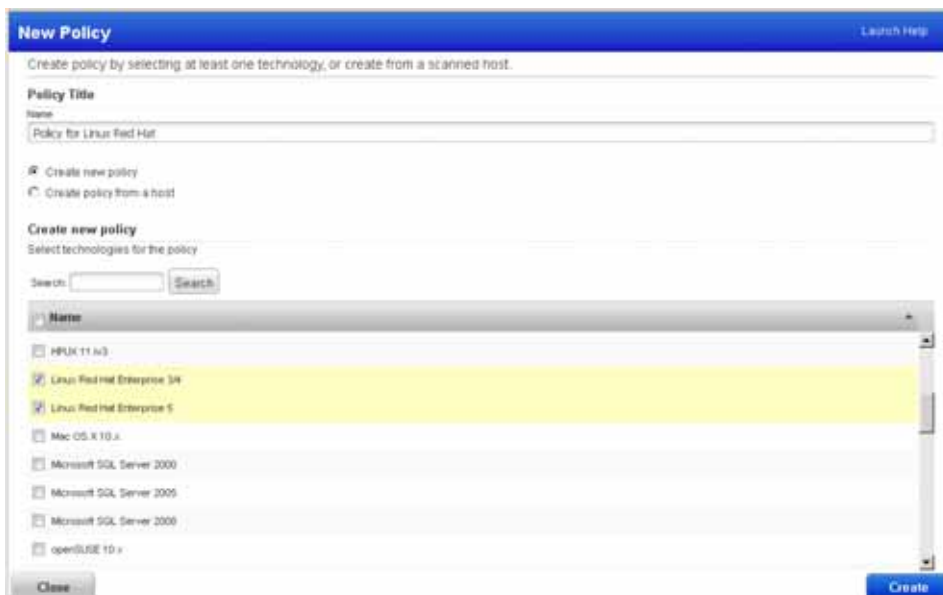 New Policy
Launch Help
Create policy by selecting at least one technology, or create from a scanned host.
Policy Title
Name
Policy for Linux Red Hat
Create new policy
Create policy from a host
Create new policy
Select technologies for the policy
Search:
Search
Name
HPUX 11.iv3
Linux Red Hat Enterprise 3/4
Linux Red Hat Enterprise 5
Mac OS X 10.x
Microsoft SQL Server 2000
Microsoft SQL Server 2005
Microsoft SQL Server 2008
openSUSE 10.x
Close
Create